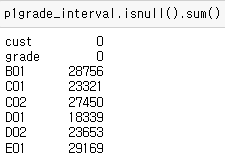 p1grade_interval.isnull().sum()
cust 0
grade 0
B01 28756
C01 23321
C02 27450
D01 18339
D02 23653
E01 29169